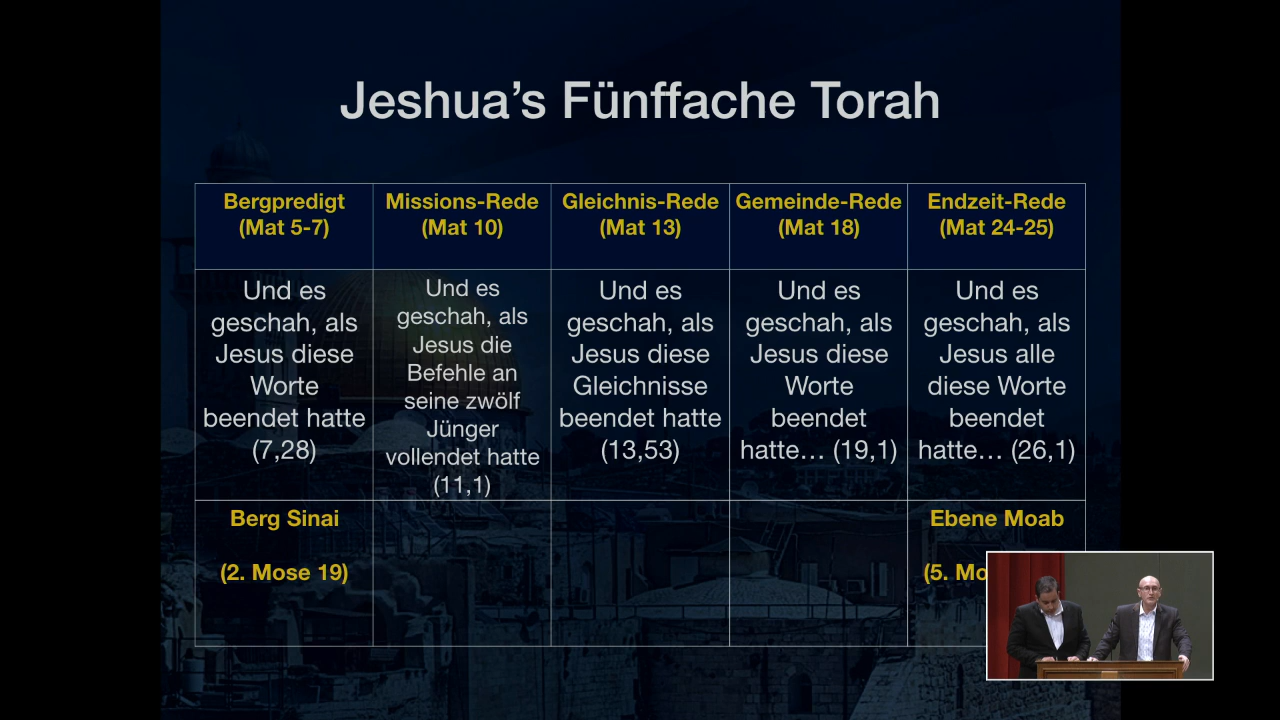 Jeshua’s Fünffache Torah
Bergpredigt
(Mat 5-7)
Missions-Rede
(Mat 10)
Gleichnis-Rede
(Mat 13)
Gemeinde-Rede
(Mat 18)
Endzeit-Rede
(Mat 24-25)
Und es
geschah, als
Jesus diese
Worte
beendet hatte
(7,28)
Und es
geschah, als
Jesus die
Befehle an
seine zwölf
Jünger
vollendet hatte
(11,1)
Und es
geschah, als
Jesus diese
Gleichnisse
beendet hatte
(13,53)
Und es
geschah, als
Jesus diese
Worte
beendet
hatte… (19,1)
Und es
geschah, als
Jesus alle
diese Worte
beendet
hatte… (26,1)
Berg Sinai
(2. Mose 19)
Ebene Moab
(5.